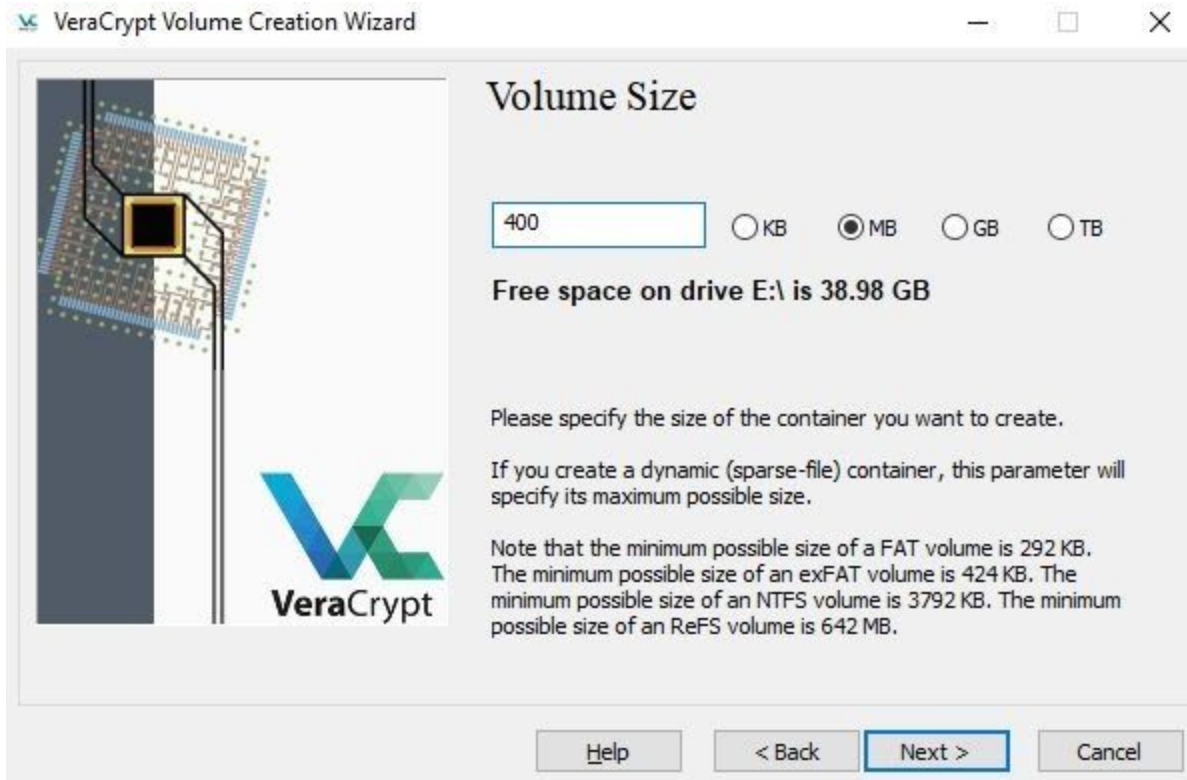 VeraCrypt Volume Creation Wizard
Volume Size
400 KB MB GB TB
Free space on drive E:\ is 38.98 GB
Please specify the size of the container you want to create.
If you create a dynamic (sparse-file) container, this parameter will
specify its maximum possible size.
Note that the minimum possible size of a FAT volume is 292 KB.
The minimum possible size of an exFAT volume is 424 KB. The
minimum possible size of an NTFS volume is 3792 KB. The minimum
possible size of an ReFS volume is 642 MB.
VeraCrypt
Help < Back Next > Cancel